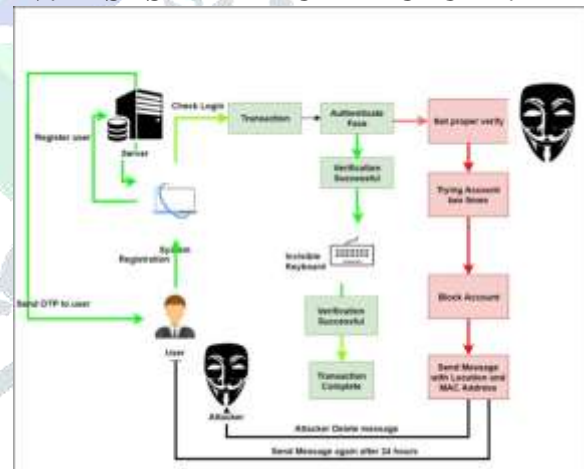 Check Login
Register user
Server
Transaction
Authenticate
Face
Not proper verify
Verification
Successful
Trying Account
two times
Invisible
Keyboard
System
Registration
Block Account
Send OTP to user
Verification
Successful
User
Transaction
Complete
Send Message
with Location and
MAC Address
Attacker
Attacker Delete message
Send Message again after 24 hours